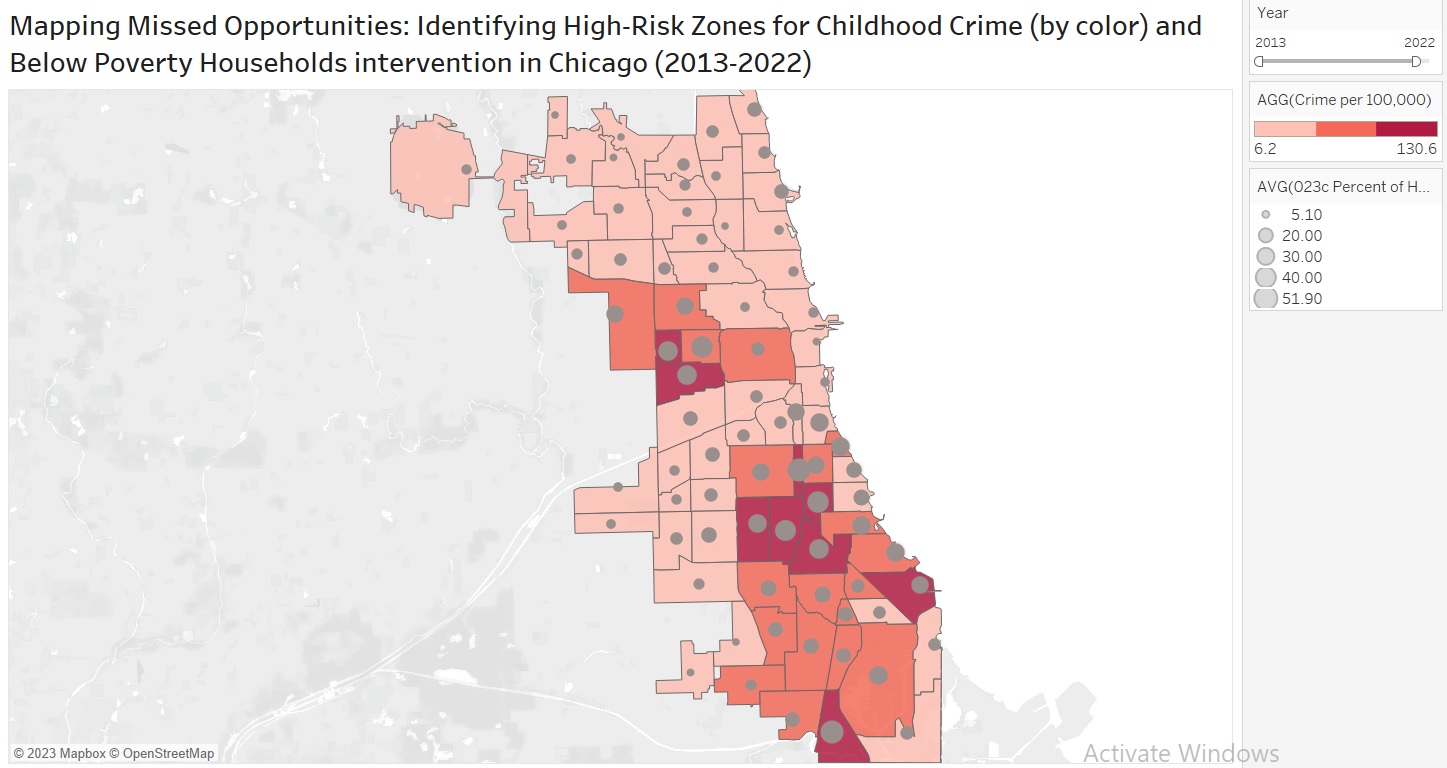 Mapping Missed Opportunities: Identifying High-Risk Zones for Childhood Crime (by color) and
Below Poverty Households intervention in Chicago (2013-2022)
Year
2013 2022
AGG(Crime per 100,000)
6.2 130.6
AVG(023c Percent of H...
5.10
20.00
30.00
40.00
51.90
© 2023 Mapbox © OpenStreetMap
Activate Windows